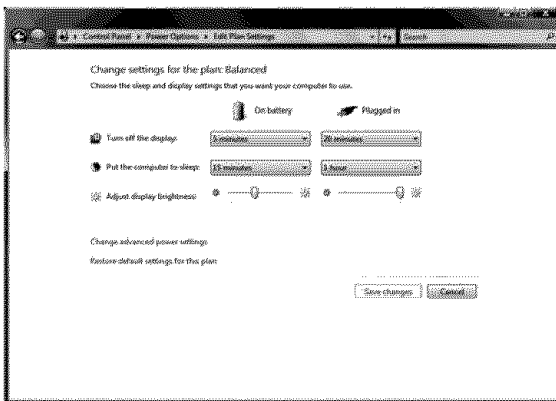 Control Panel ▸ Power Options ▸ Edit Plan Settings
Search
Change settings for the plan: Balanced
Choose the sleep and display settings that you want your computer to use.
On battery Plugged in
Turn off the display: 5 minutes 20 minutes
Put the computer to sleep: 15 minutes 1 hour
Adjust display brightness:
Change advanced power settings
Restore default settings for this plan
Save changes Cancel